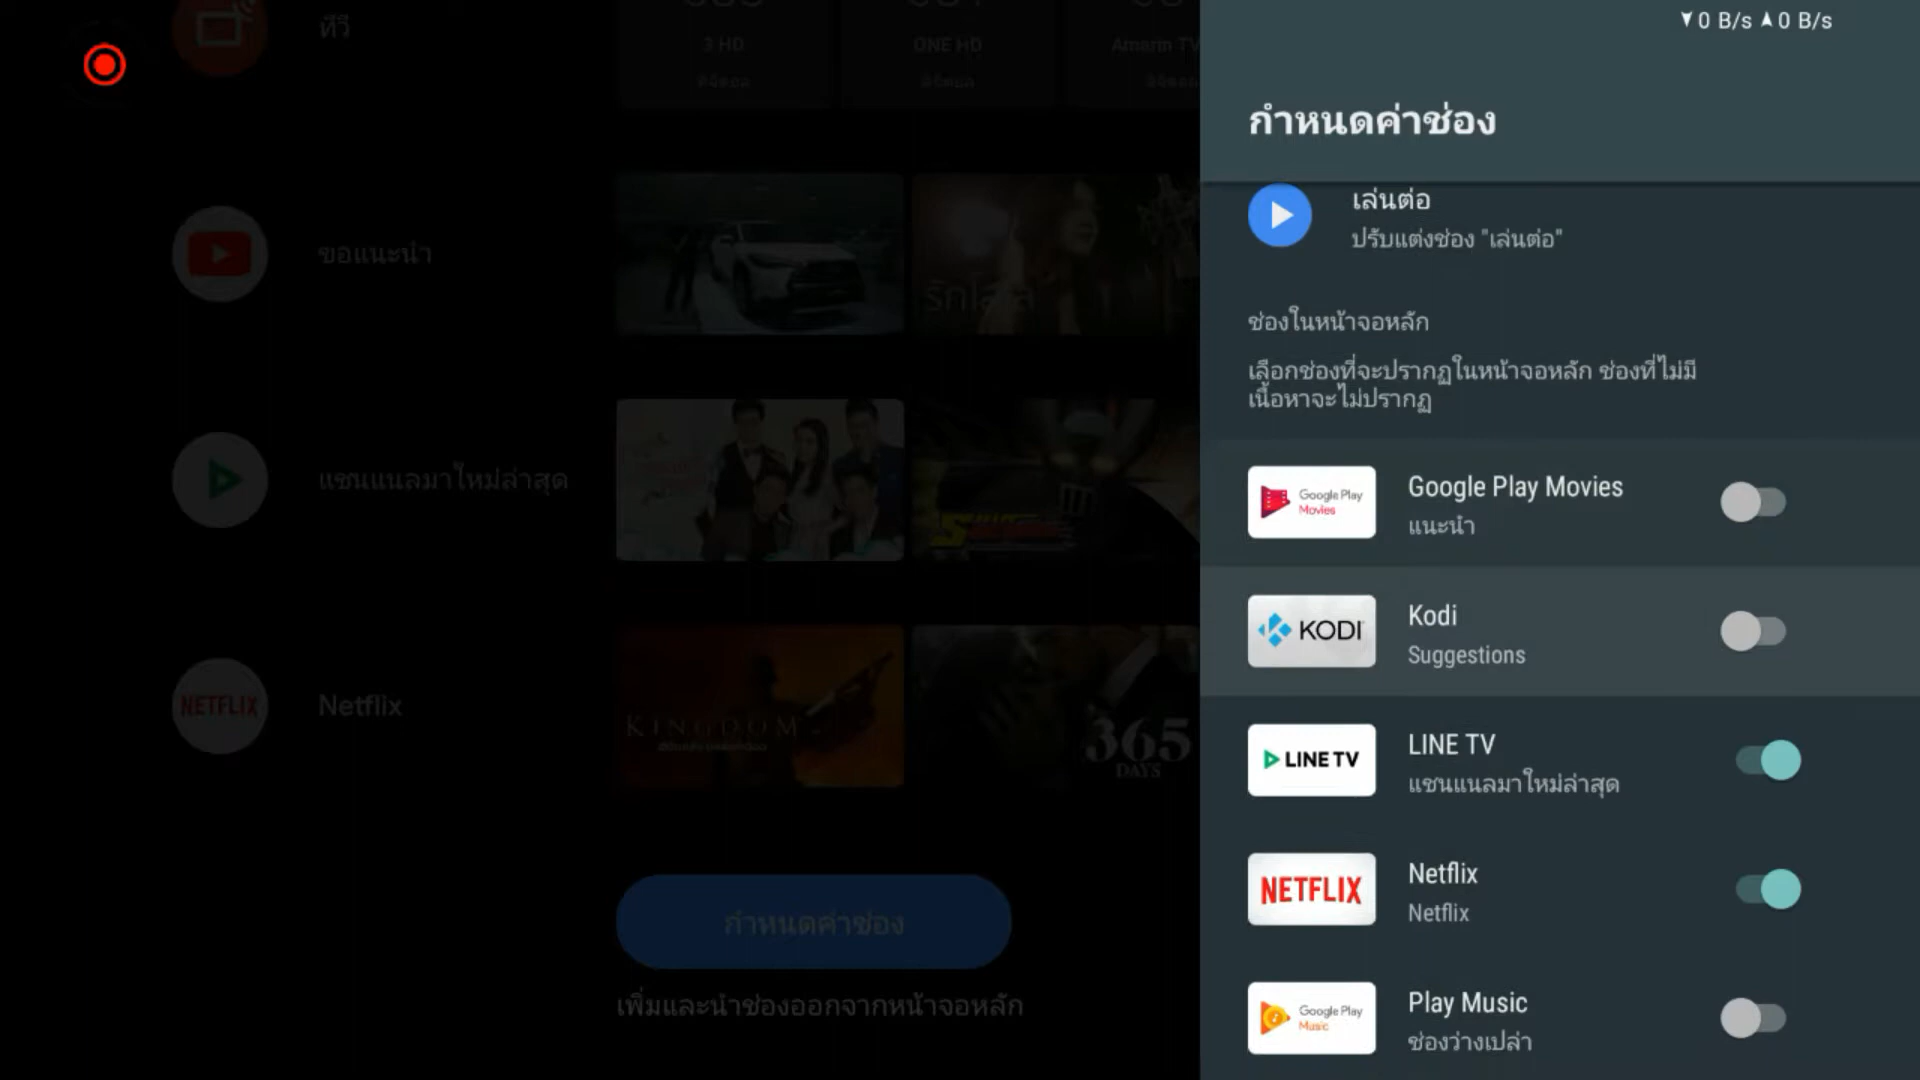 ทีวี
3 HD
ONE HD
Amarin TV
ดิจิตอล
ดิจิตอล
ขอแนะนำ
แชนแนลมาใหม่ล่าสุด
NETFLIX
Netflix
KINGDOM
365
DAYS
กำหนดค่าช่อง
เพิ่มและนำช่องออกจากหน้าจอหลัก
0 B/s 0 B/s
กำหนดค่าช่อง
เล่นต่อ
ปรับแต่งช่อง "เล่นต่อ"
ช่องในหน้าจอหลัก
เลือกช่องที่จะปรากฏในหน้าจอหลัก ช่องที่ไม่มี
เนื้อหาจะไม่ปรากฏ
Google Play
Movies
Google Play Movies
แนะนำ
KODI
Kodi
Suggestions
LINE TV
LINE TV
แชนแนลมาใหม่ล่าสุด
NETFLIX
Netflix
Netflix
Google Play
Music
Play Music
ช่องว่างเปล่า